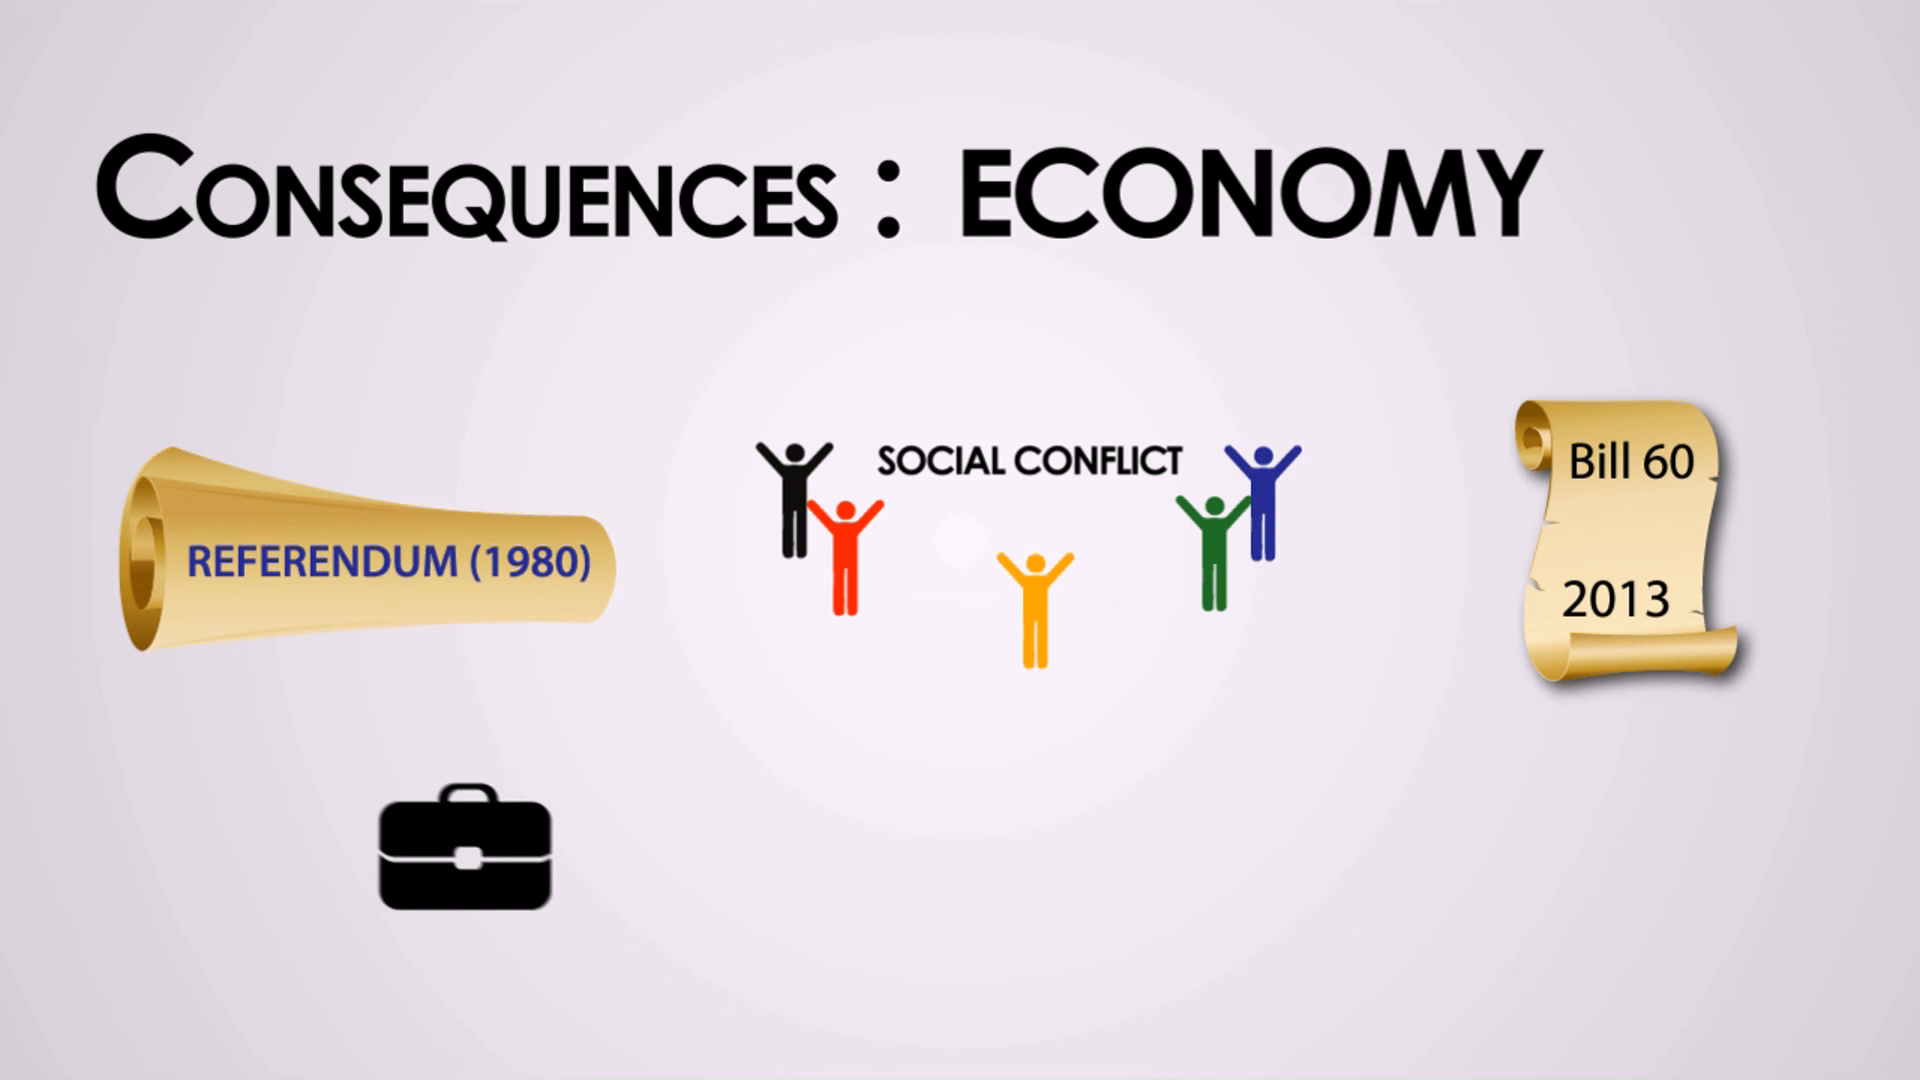 CONSEQUENCES : ECONOMY
REFERENDUM (1980)
SOCIAL CONFLICT
Bill 60
2013